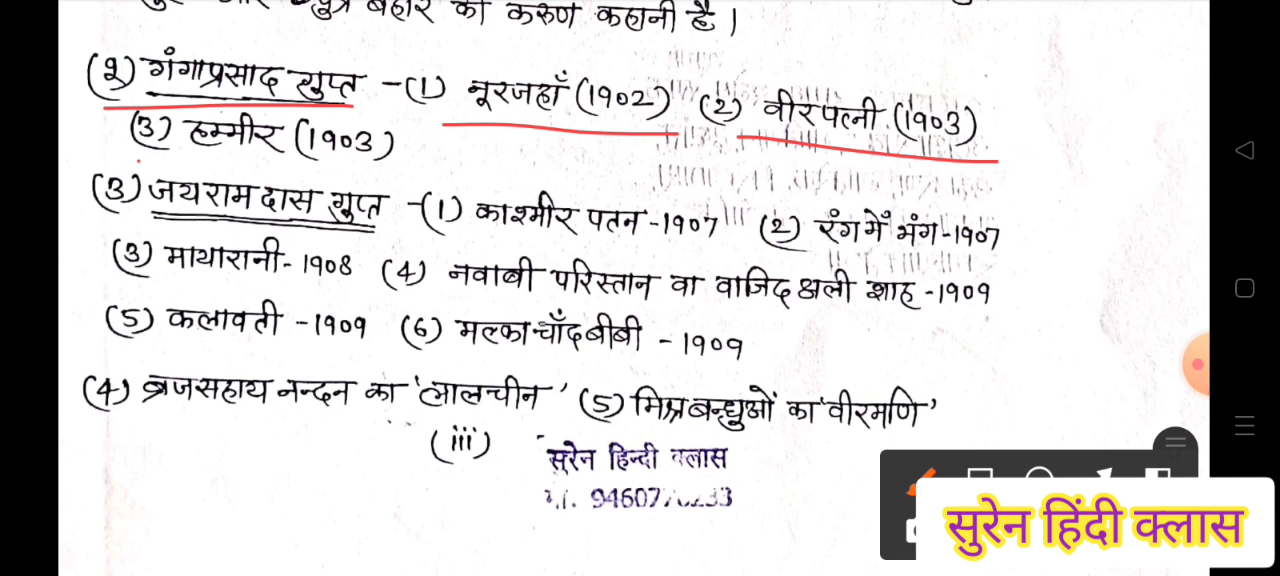 बहार की करुण कहानी है।
(2) गंगाप्रसाद गुप्त -(1) नूरजहाँ (1902) (2) वीरपत्नी (1903)
(3) हम्मीर (1903)
(3) जयरामदास गुप्त -(1) काश्मीर पतन-1907 (2) रंग में भंग-1907
(3) मायारानी-1908 (4) नवाबी परिस्तान वा वाजिद अली शाह-1909
(5) कलावती -1909 (6) मल्का चाँदबीबी - 1909
(4) ब्रजसहाय नन्दन का 'लालचीन' (5) मिश्रबन्धुओं का 'वीरमणि'
(iii)
सुरेन हिन्दी क्लास
सुरेन हिंदी क्लास